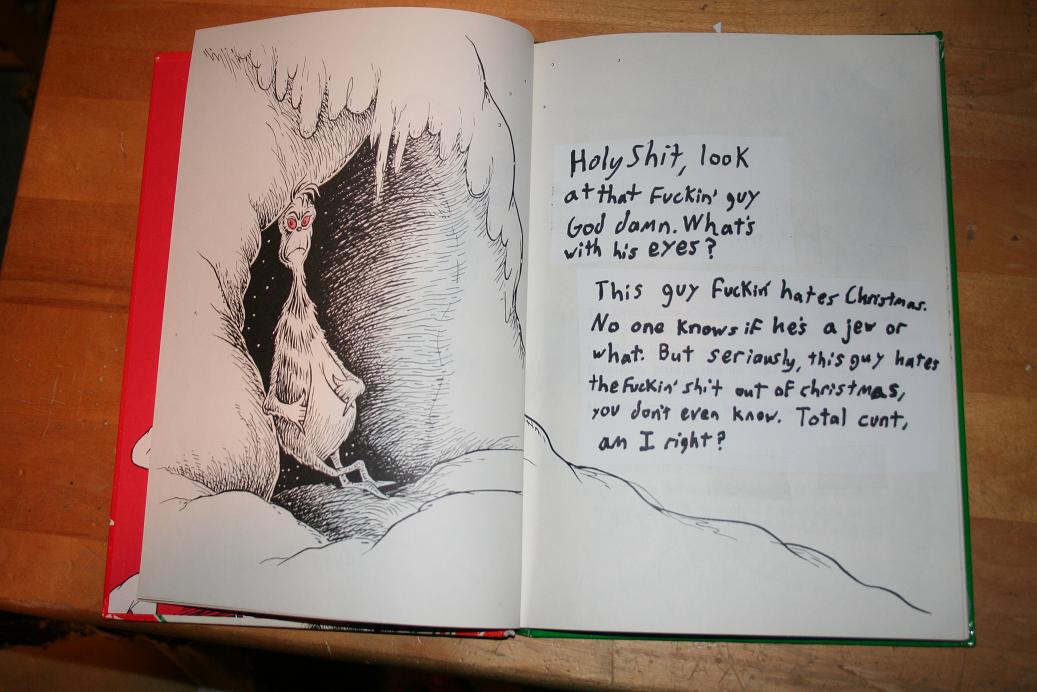 Holy Shit, look
at that Fuckin' guy
God damn. What's
with his eyes?
This guy Fuckin' hates Christmas.
No one knows if he's a jew or
what. But seriously, this guy hates
the Fuckin' shit out of christmas,
you don't even know. Total cunt,
am I right?